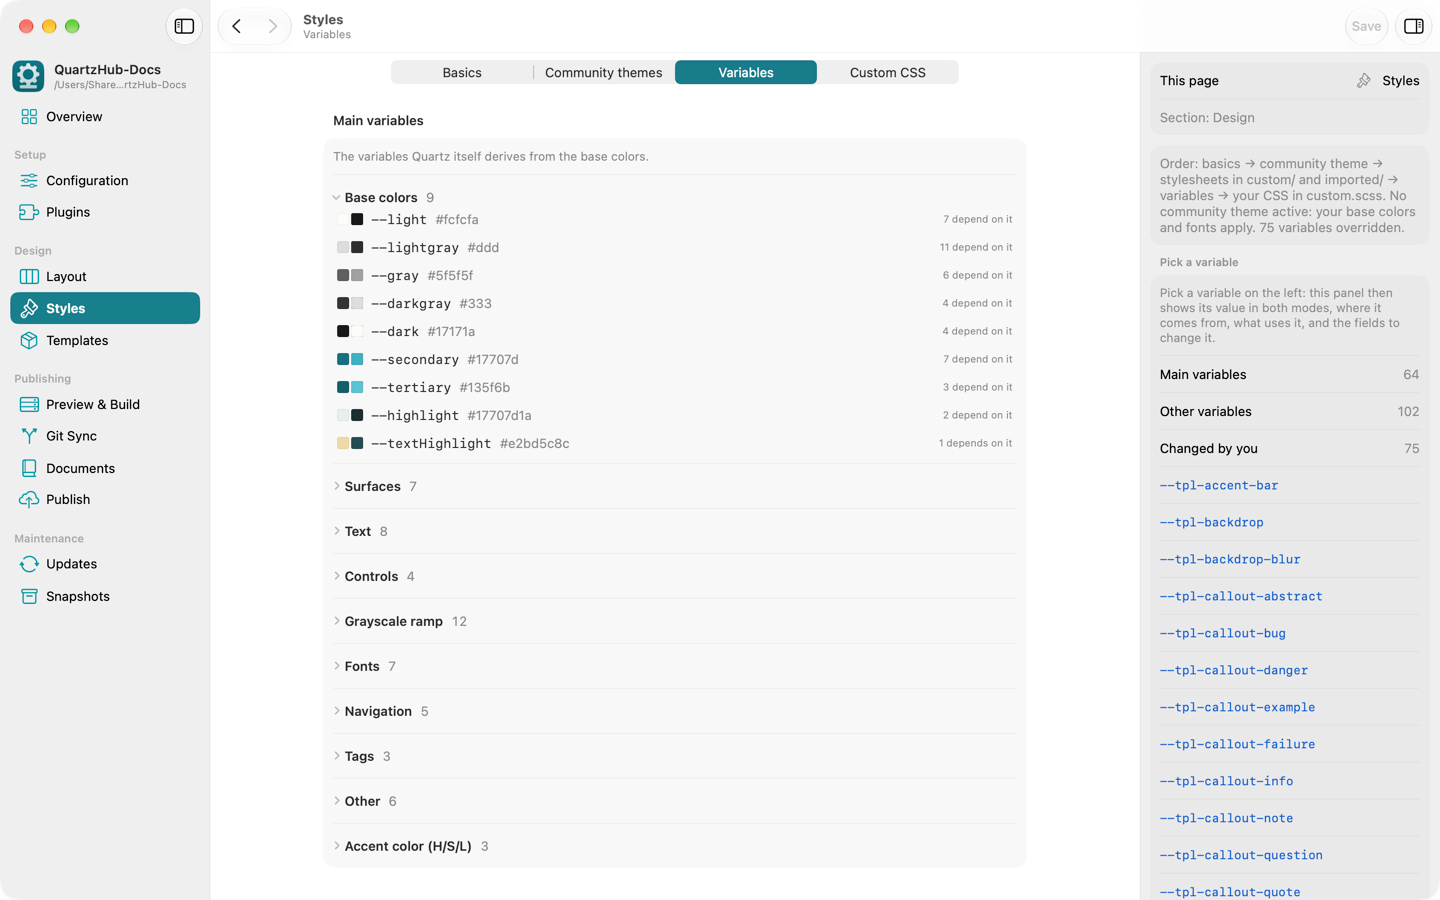 QuartzHub-Docs
/Users/Share...rtzHub-Docs
Overview
Setup
Configuration
Plugins
Design
Layout
Styles
Templates
Publishing
Preview & Build
Git Sync
Documents
Publish
Maintenance
Updates
Snapshots
Styles
Variables
Save
Basics
Community themes
Variables
Custom CSS
Main variables
The variables Quartz itself derives from the base colors.
Base colors 9
--light #fcfcfa 7 depend on it
--lightgray #ddd 11 depend on it
--gray #5f5f5f 6 depend on it
--darkgray #333 4 depend on it
--dark #17171a 4 depend on it
--secondary #17707d 7 depend on it
--tertiary #135f6b 3 depend on it
--highlight #17707d1a 2 depend on it
--textHighlight #e2bd5c8c 1 depends on it
Surfaces 7
Text 8
Controls 4
Grayscale ramp 12
Fonts 7
Navigation 5
Tags 3
Other 6
Accent color (H/S/L) 3
This page Styles
Section: Design
Order: basics → community theme →
stylesheets in custom/ and imported/ →
variables → your CSS in custom.scss. No
community theme active: your base colors
and fonts apply. 75 variables overridden.
Pick a variable
Pick a variable on the left: this panel then
shows its value in both modes, where it
comes from, what uses it, and the fields to
change it.
Main variables 64
Other variables 102
Changed by you 75
--tpl-accent-bar
--tpl-backdrop
--tpl-backdrop-blur
--tpl-callout-abstract
--tpl-callout-bug
--tpl-callout-danger
--tpl-callout-example
--tpl-callout-failure
--tpl-callout-info
--tpl-callout-note
--tpl-callout-question
--tpl-callout-quote